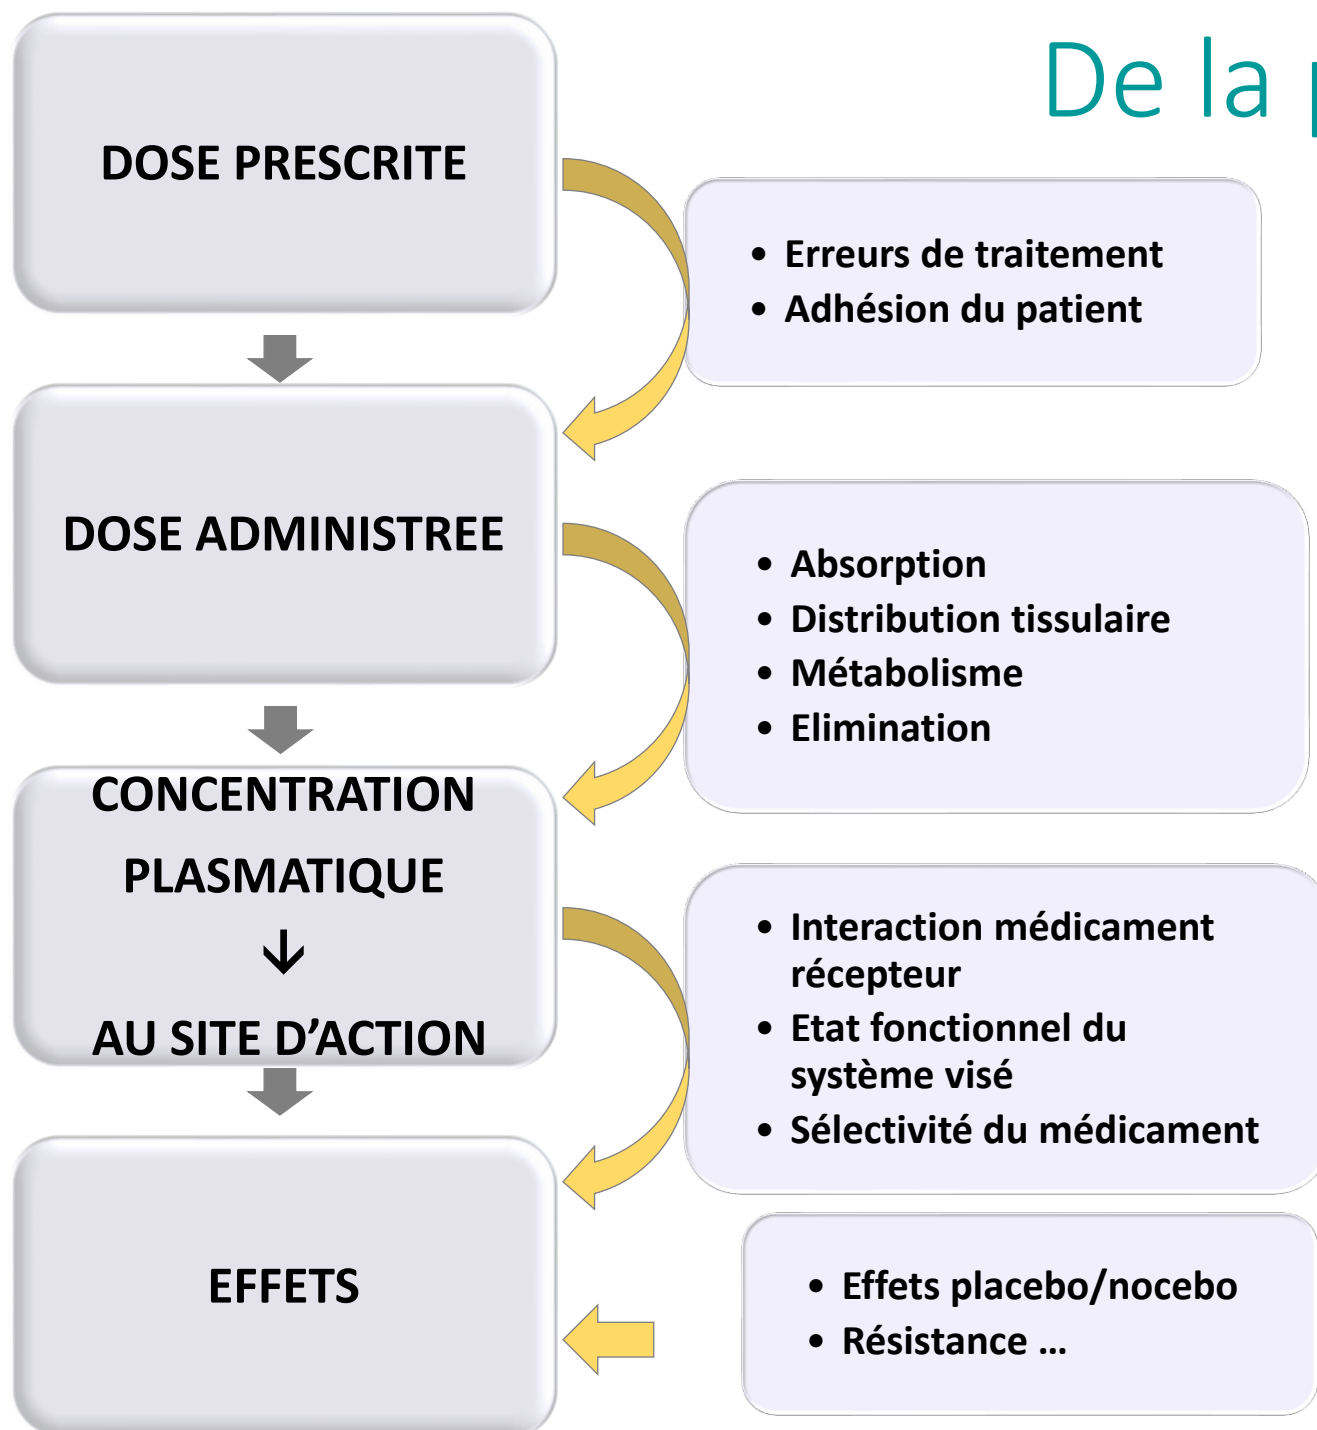 De la p
DOSE PRESCRITE
• Erreurs de traitement
• Adhésion du patient
DOSE ADMINISTREE
• Absorption
• Distribution tissulaire
• Métabolisme
• Elimination
CONCENTRATION
PLASMATIQUE
↓
AU SITE D’ACTION
• Interaction médicament
récepteur
• Etat fonctionnel du
système visé
• Sélectivité du médicament
EFFETS
• Effets placebo/nocebo
• Résistance ...